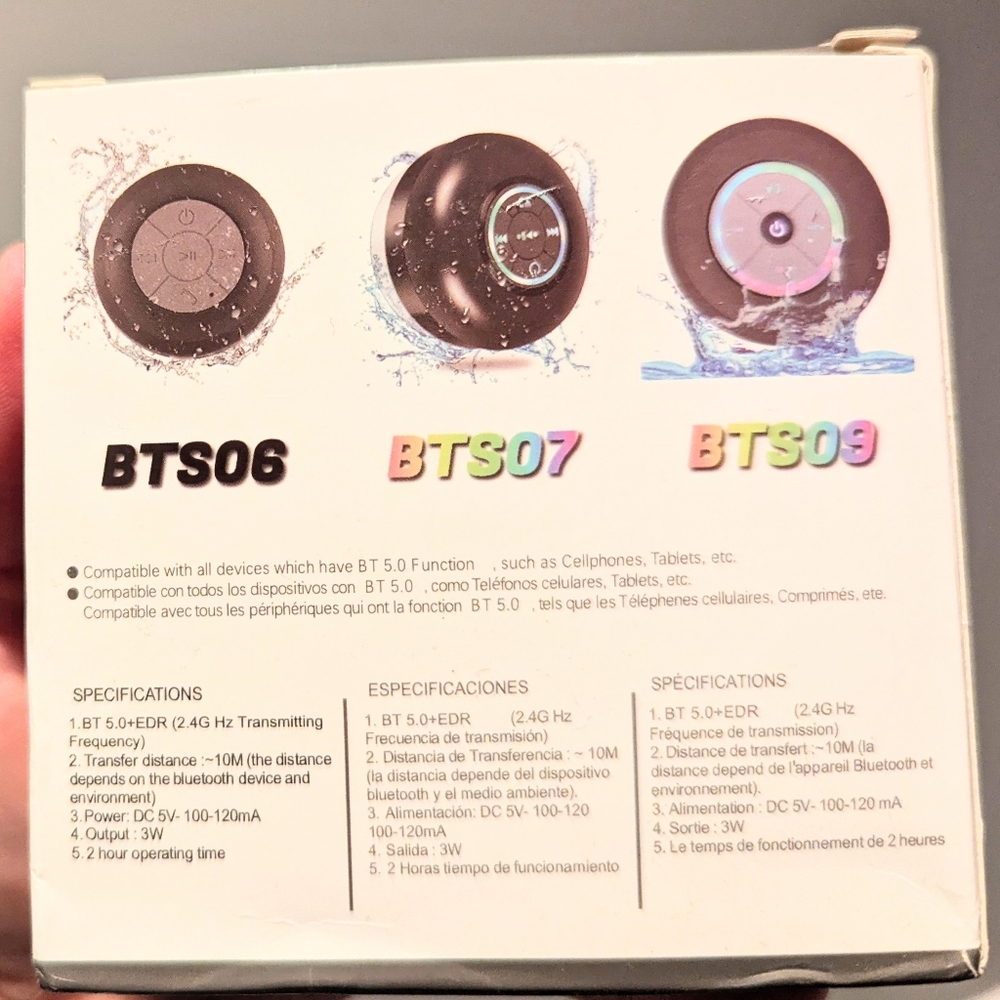 BTS06
BTS07
BTS09
Compatible with all devices which have BT 5.0 Function , such as Cellphones, Tablets, etc.
Compatible con todos los dispositivos con BT 5.0 , como Teléfonos celulares, Tablets, etc.
Compatible avec tous les périphériques qui ont la fonction BT 5.0 , tels que les Téléphenes cellulaires, Comprimés, ete.
SPECIFICATIONS
1.BT 5.0+EDR (2.4G Hz Transmitting
Frequency)
2. Transfer distance :~10M (the distance
depends on the bluetooth device and
environment)
3.Power: DC 5V- 100-120mA
4.Output : 3W
5.2 hour operating time
ESPECIFICACIONES
1. BT 5.0+EDR (2.4G Hz
Frecuencia de transmisión)
2. Distancia de Transferencia : ~ 10M
(la distancia depende del dispositivo
bluetooth y el medio ambiente).
3. Alimentación: DC 5V- 100-120
100-120mA
4. Salida : 3W
5. 2 Horas tiempo de funcionamiento
SPÉCIFICATIONS
1. BT 5.0+EDR (2.4G Hz
Fréquence de transmission)
2. Distance de transfert :~10M (la
distance depend de l'appareil Bluetooth et
environnement).
3. Alimentation : DC 5V- 100-120 mA
4. Sortie : 3W
5. Le temps de fonctionnement de 2 heures